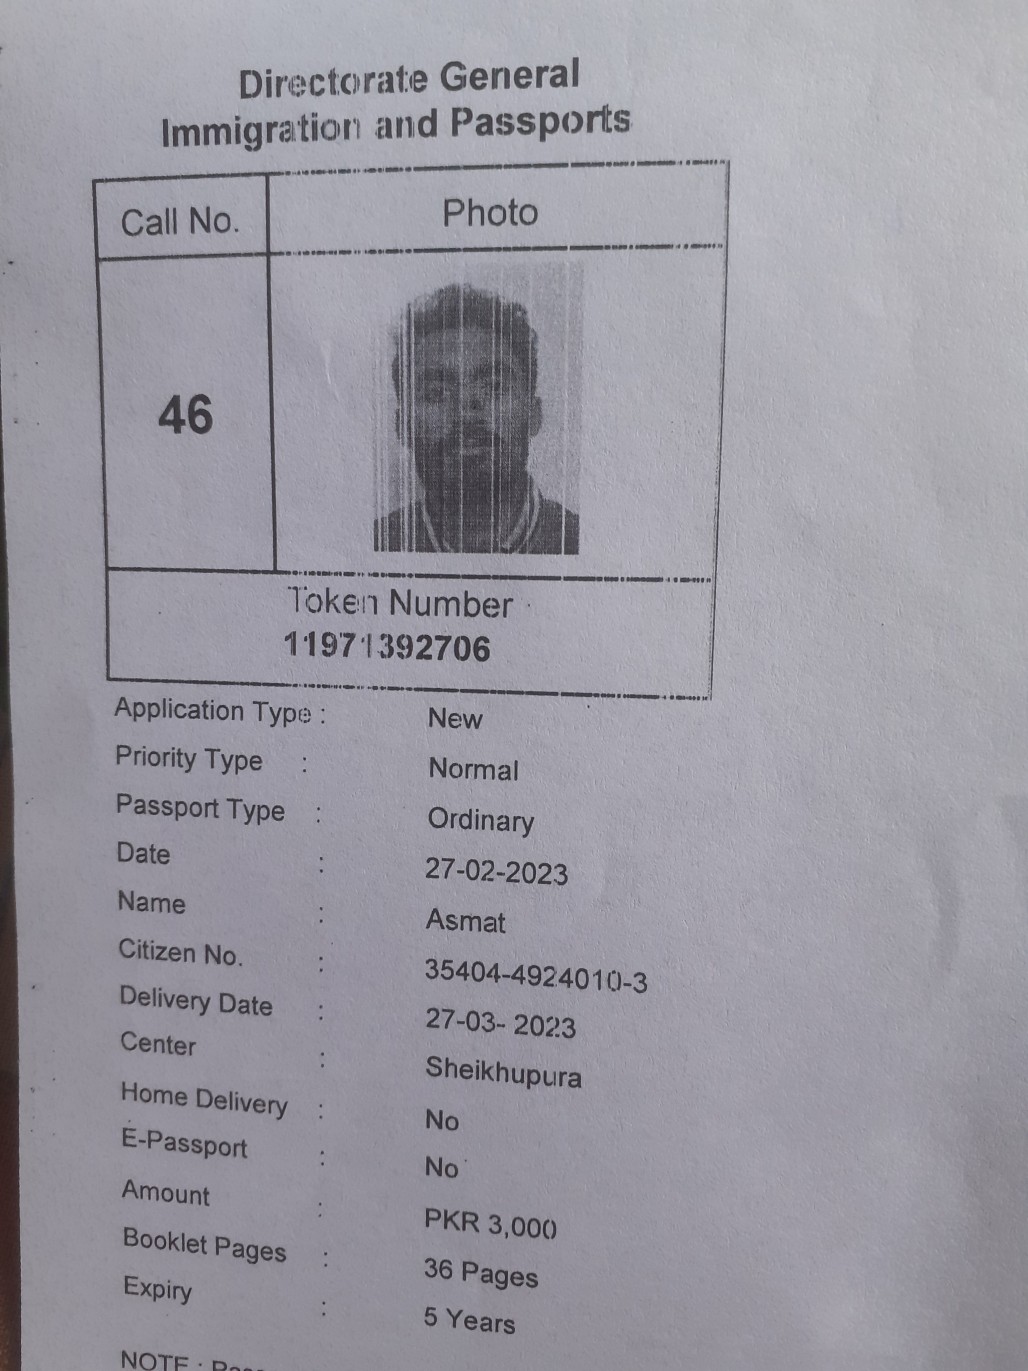 Directorate General
Immigration and Passports
Call No. Photo
46
Token Number
11971392706
Application Type : New
Priority Type : Normal
Passport Type : Ordinary
Date : 27-02-2023
Name : Asmat
Citizen No. : 35404-4924010-3
Delivery Date : 27-03- 2023
Center : Sheikhupura
Home Delivery : No
E-Passport : No
Amount : PKR 3,000
Booklet Pages : 36 Pages
Expiry : 5 Years
NOTE :